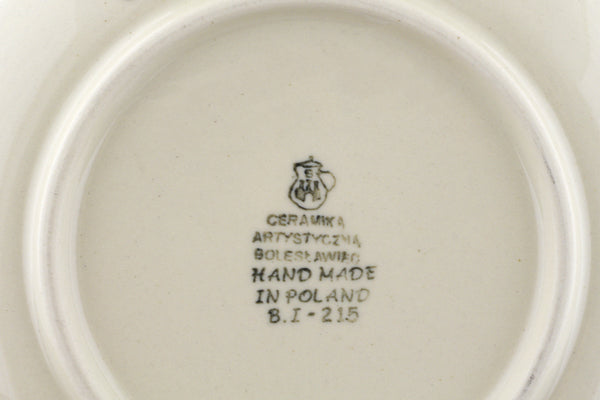 CERAMIKA
ARTYSTYCZNA
BOLESŁAWIEC
HAND MADE
IN POLAND
B.I-215